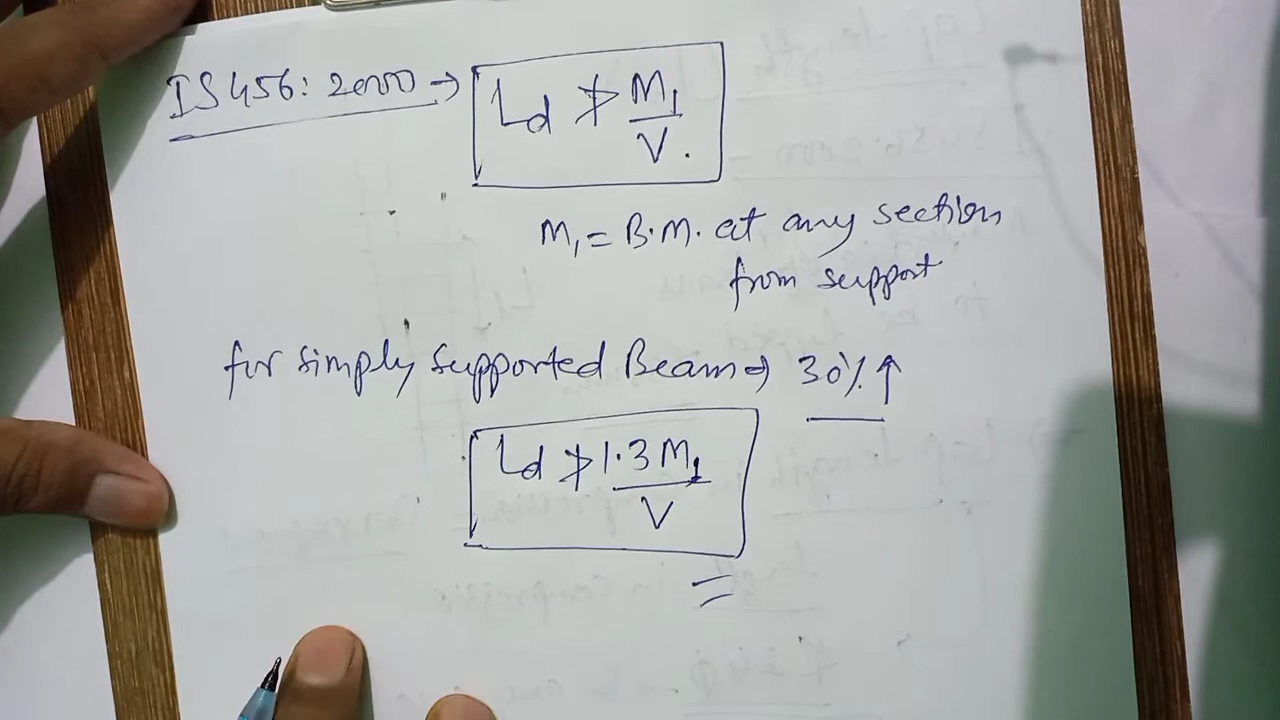 IS 456: 2000 → Ld ≯ M1/V.
M1 = B.M. at any section
from support
for simply supported Beam ⇒ 30% ↑
Ld ≯ 1.3 M1/V